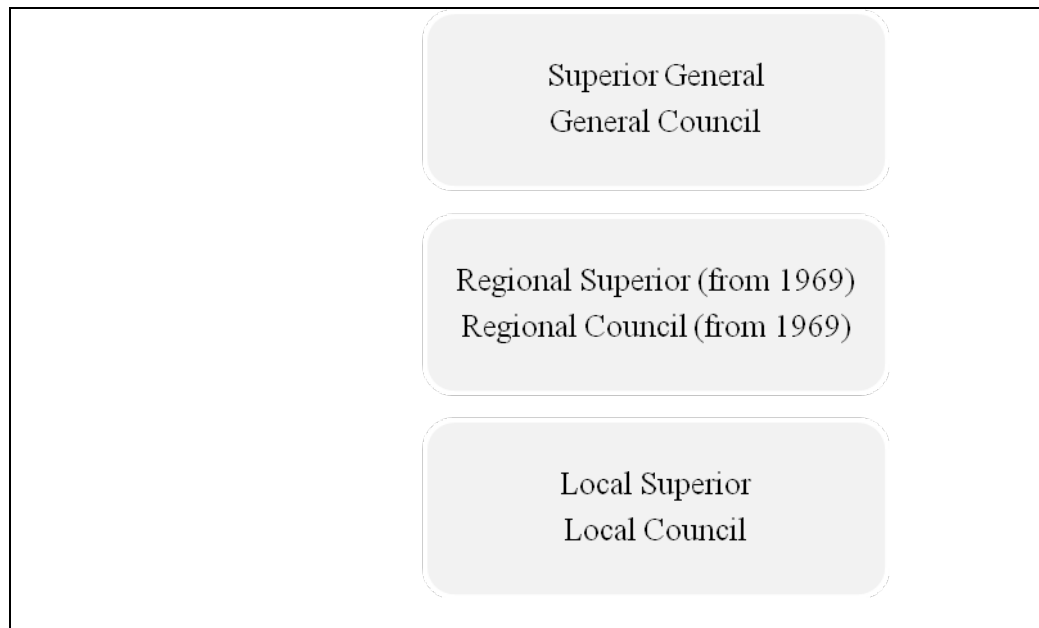 Superior General
General Council
Regional Superior (from 1969)
Regional Council (from 1969)
Local Superior
Local Council